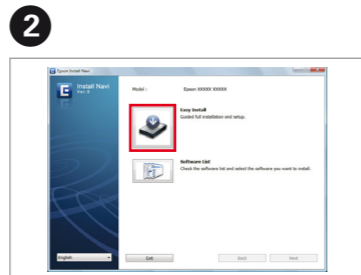 2
Epson Install Navi
E Install Navi
Ver.
Model :
Epson XXXXX XXXXX
Easy Install
Guided full installation and setup.
Software List
Check the software list and select the software you want to install.
English
Exit
Back
Next